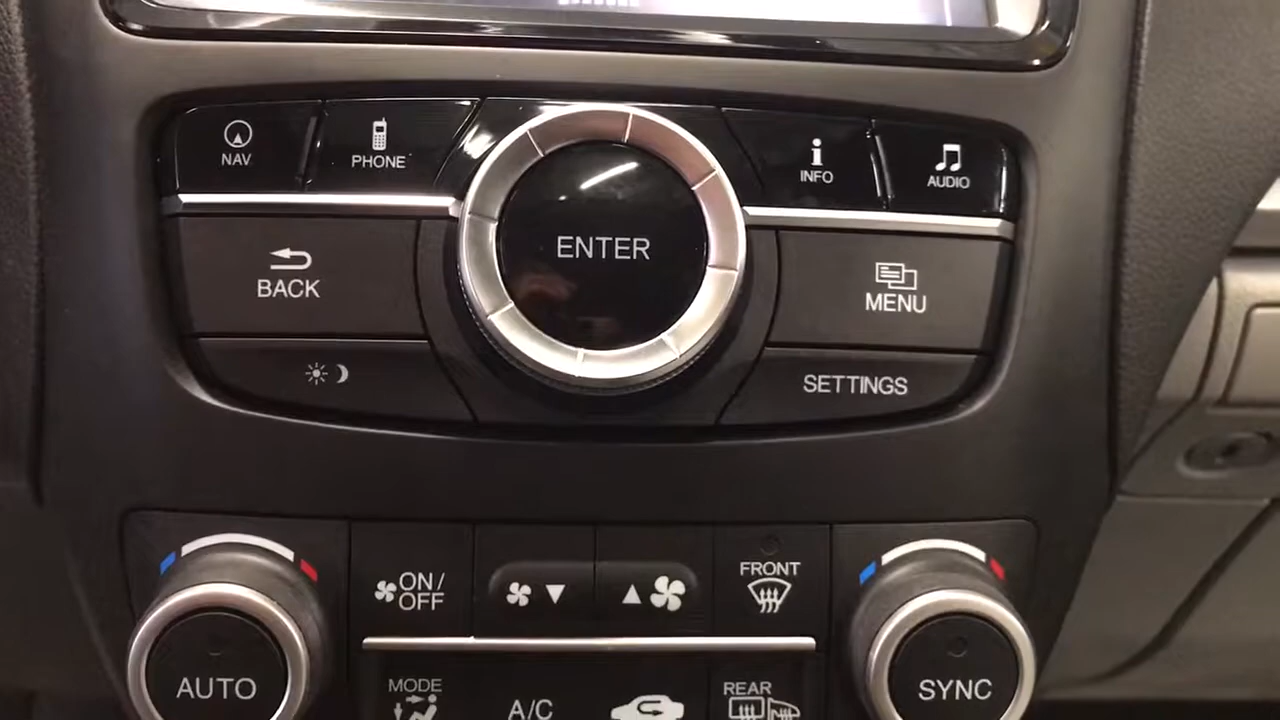 NAV
PHONE
INFO
AUDIO
ENTER
BACK
MENU
SETTINGS
ON/
OFF
FRONT
AUTO
SYNC
MODE
A/C
REAR